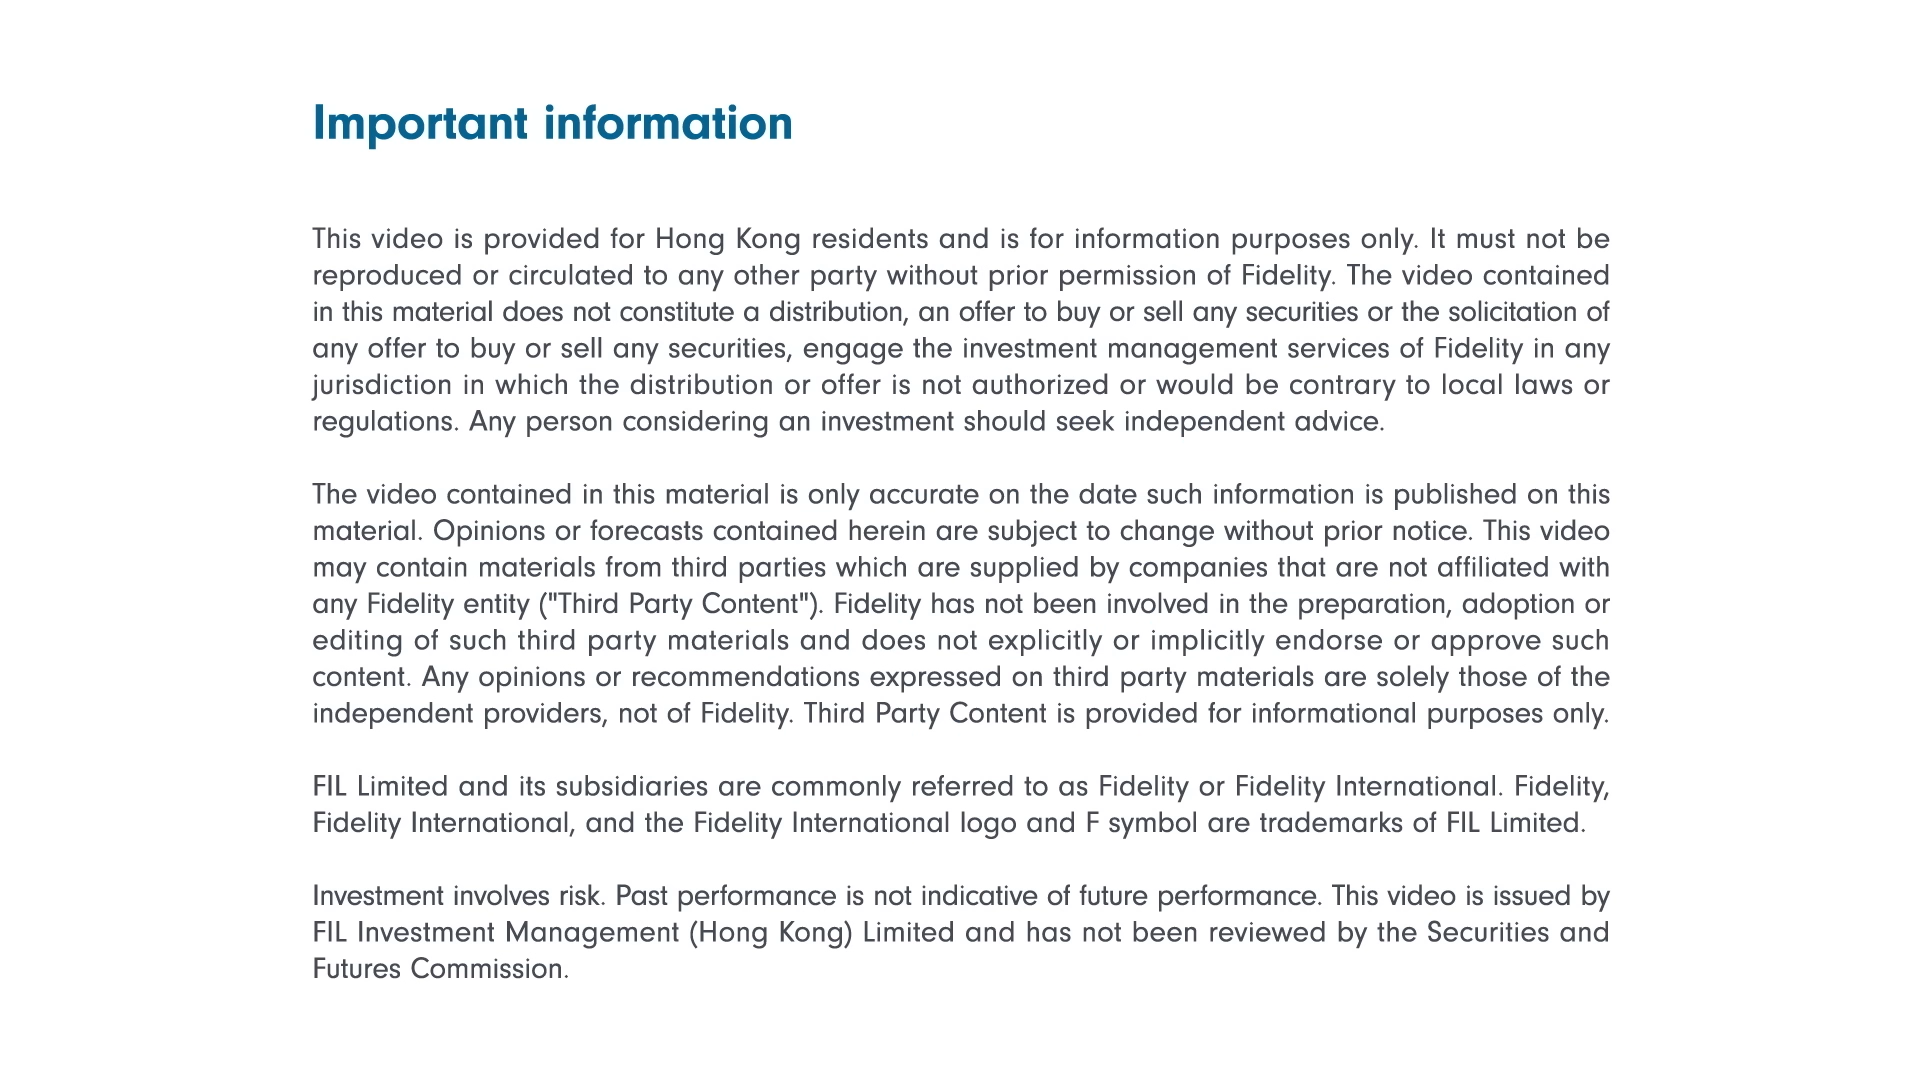 Important information
This video is provided for Hong Kong residents and is for information purposes only. It must not be
reproduced or circulated to any other party without prior permission of Fidelity. The video contained
in this material does not constitute a distribution, an offer to buy or sell any securities or the solicitation of
any offer to buy or sell any securities, engage the investment management services of Fidelity in any
jurisdiction in which the distribution or offer is not authorized or would be contrary to local laws or
regulations. Any person considering an investment should seek independent advice.
The video contained in this material is only accurate on the date such information is published on this
material. Opinions or forecasts contained herein are subject to change without prior notice. This video
may contain materials from third parties which are supplied by companies that are not affiliated with
any Fidelity entity ("Third Party Content"). Fidelity has not been involved in the preparation, adoption or
editing of such third party materials and does not explicitly or implicitly endorse or approve such
content. Any opinions or recommendations expressed on third party materials are solely those of the
independent providers, not of Fidelity. Third Party Content is provided for informational purposes only.
FIL Limited and its subsidiaries are commonly referred to as Fidelity or Fidelity International. Fidelity,
Fidelity International, and the Fidelity International logo and F symbol are trademarks of FIL Limited.
Investment involves risk. Past performance is not indicative of future performance. This video is issued by
FIL Investment Management (Hong Kong) Limited and has not been reviewed by the Securities and
Futures Commission.